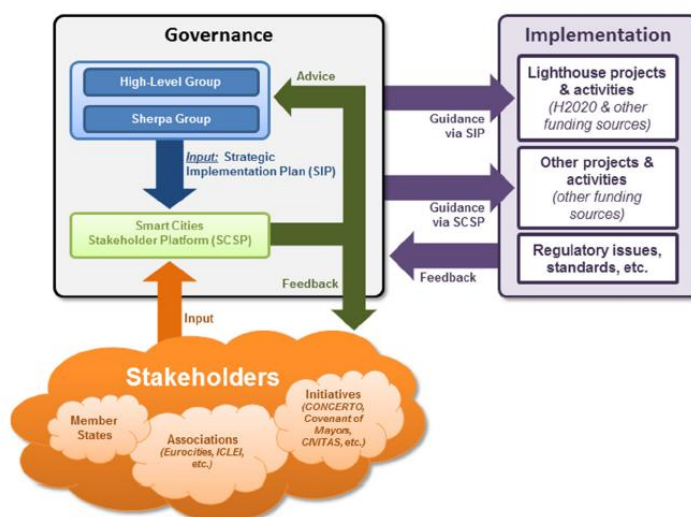 Governance
High-Level Group
Sherpa Group
Advice
Input: Strategic
Implementation Plan (SIP)
Smart Cities
Stakeholder Platform (SCSP)
Feedback
Input
Guidance
via SIP
Guidance
via SCSP
Feedback
Implementation
Lighthouse projects
& activities
(H2020 & other
funding sources)
Other projects &
activities
(other funding
sources)
Regulatory issues,
standards, etc.
Stakeholders
Member
States
Associations
(Eurocities, ICLEI,
etc.)
Initiatives
(CONCERTO,
Covenant of
Mayors,
CIVITAS, etc.)